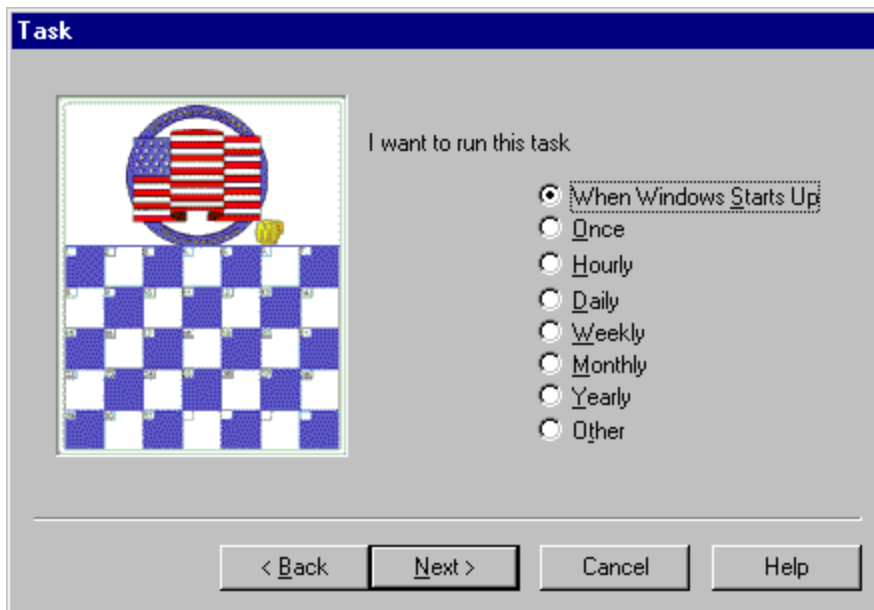 Task
I want to run this task
When Windows Starts Up
Once
Hourly
Daily
Weekly
Monthly
Yearly
Other
< Back
Next >
Cancel
Help